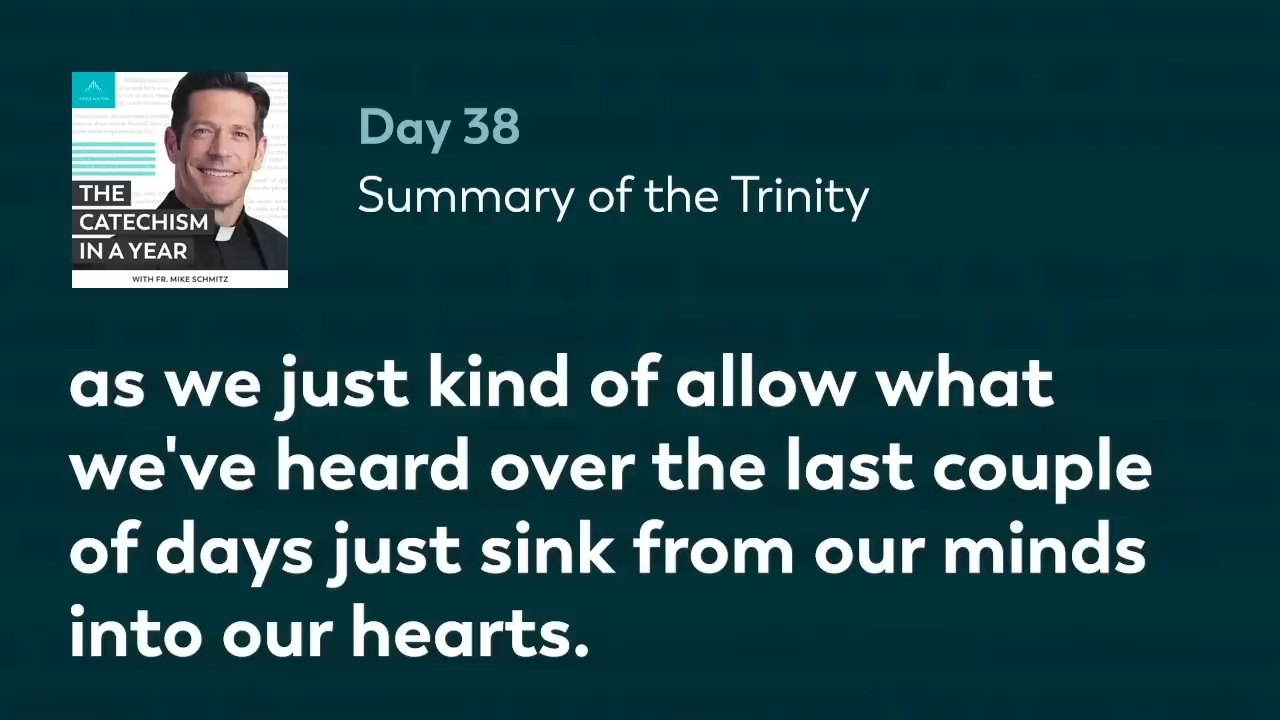 ASCENSION
THE
CATECHISM
IN A YEAR
WITH FR. MIKE SCHMITZ
Day 38
Summary of the Trinity
as we just kind of allow what
we've heard over the last couple
of days just sink from our minds
into our hearts.